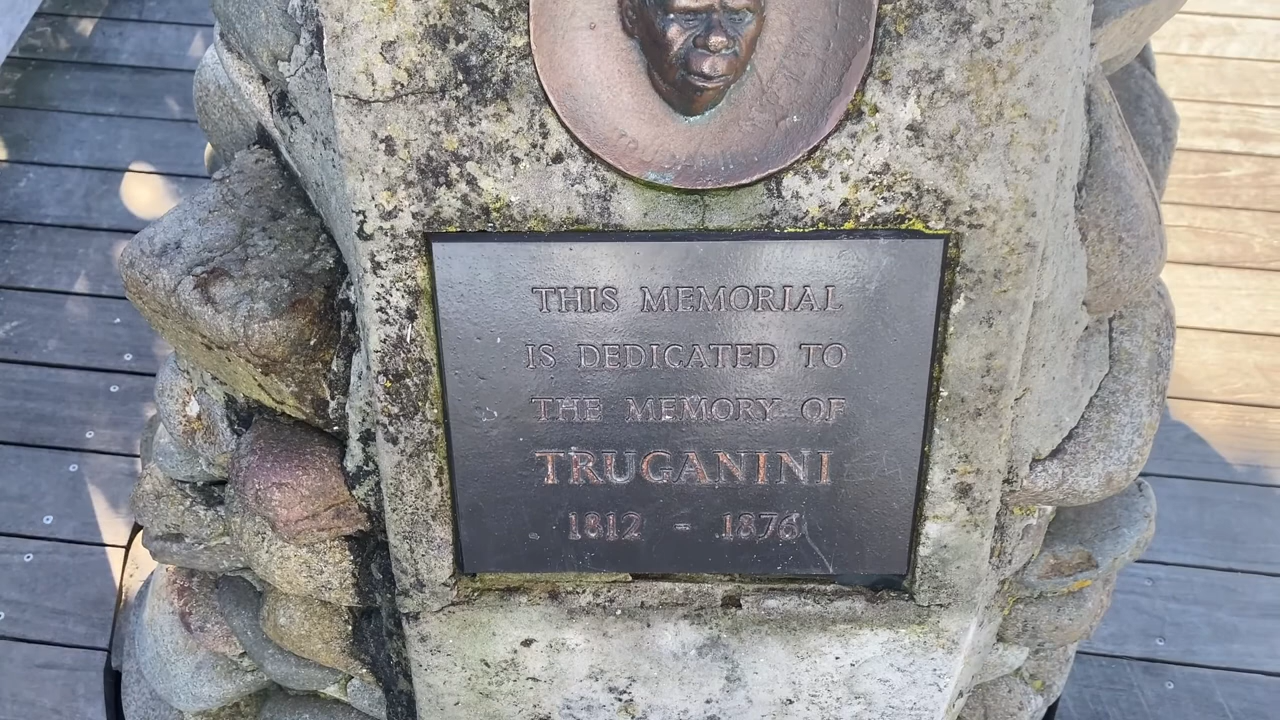 THIS MEMORIAL
IS DEDICATED TO
THE MEMORY OF
TRUGANINI
1812 - 1876